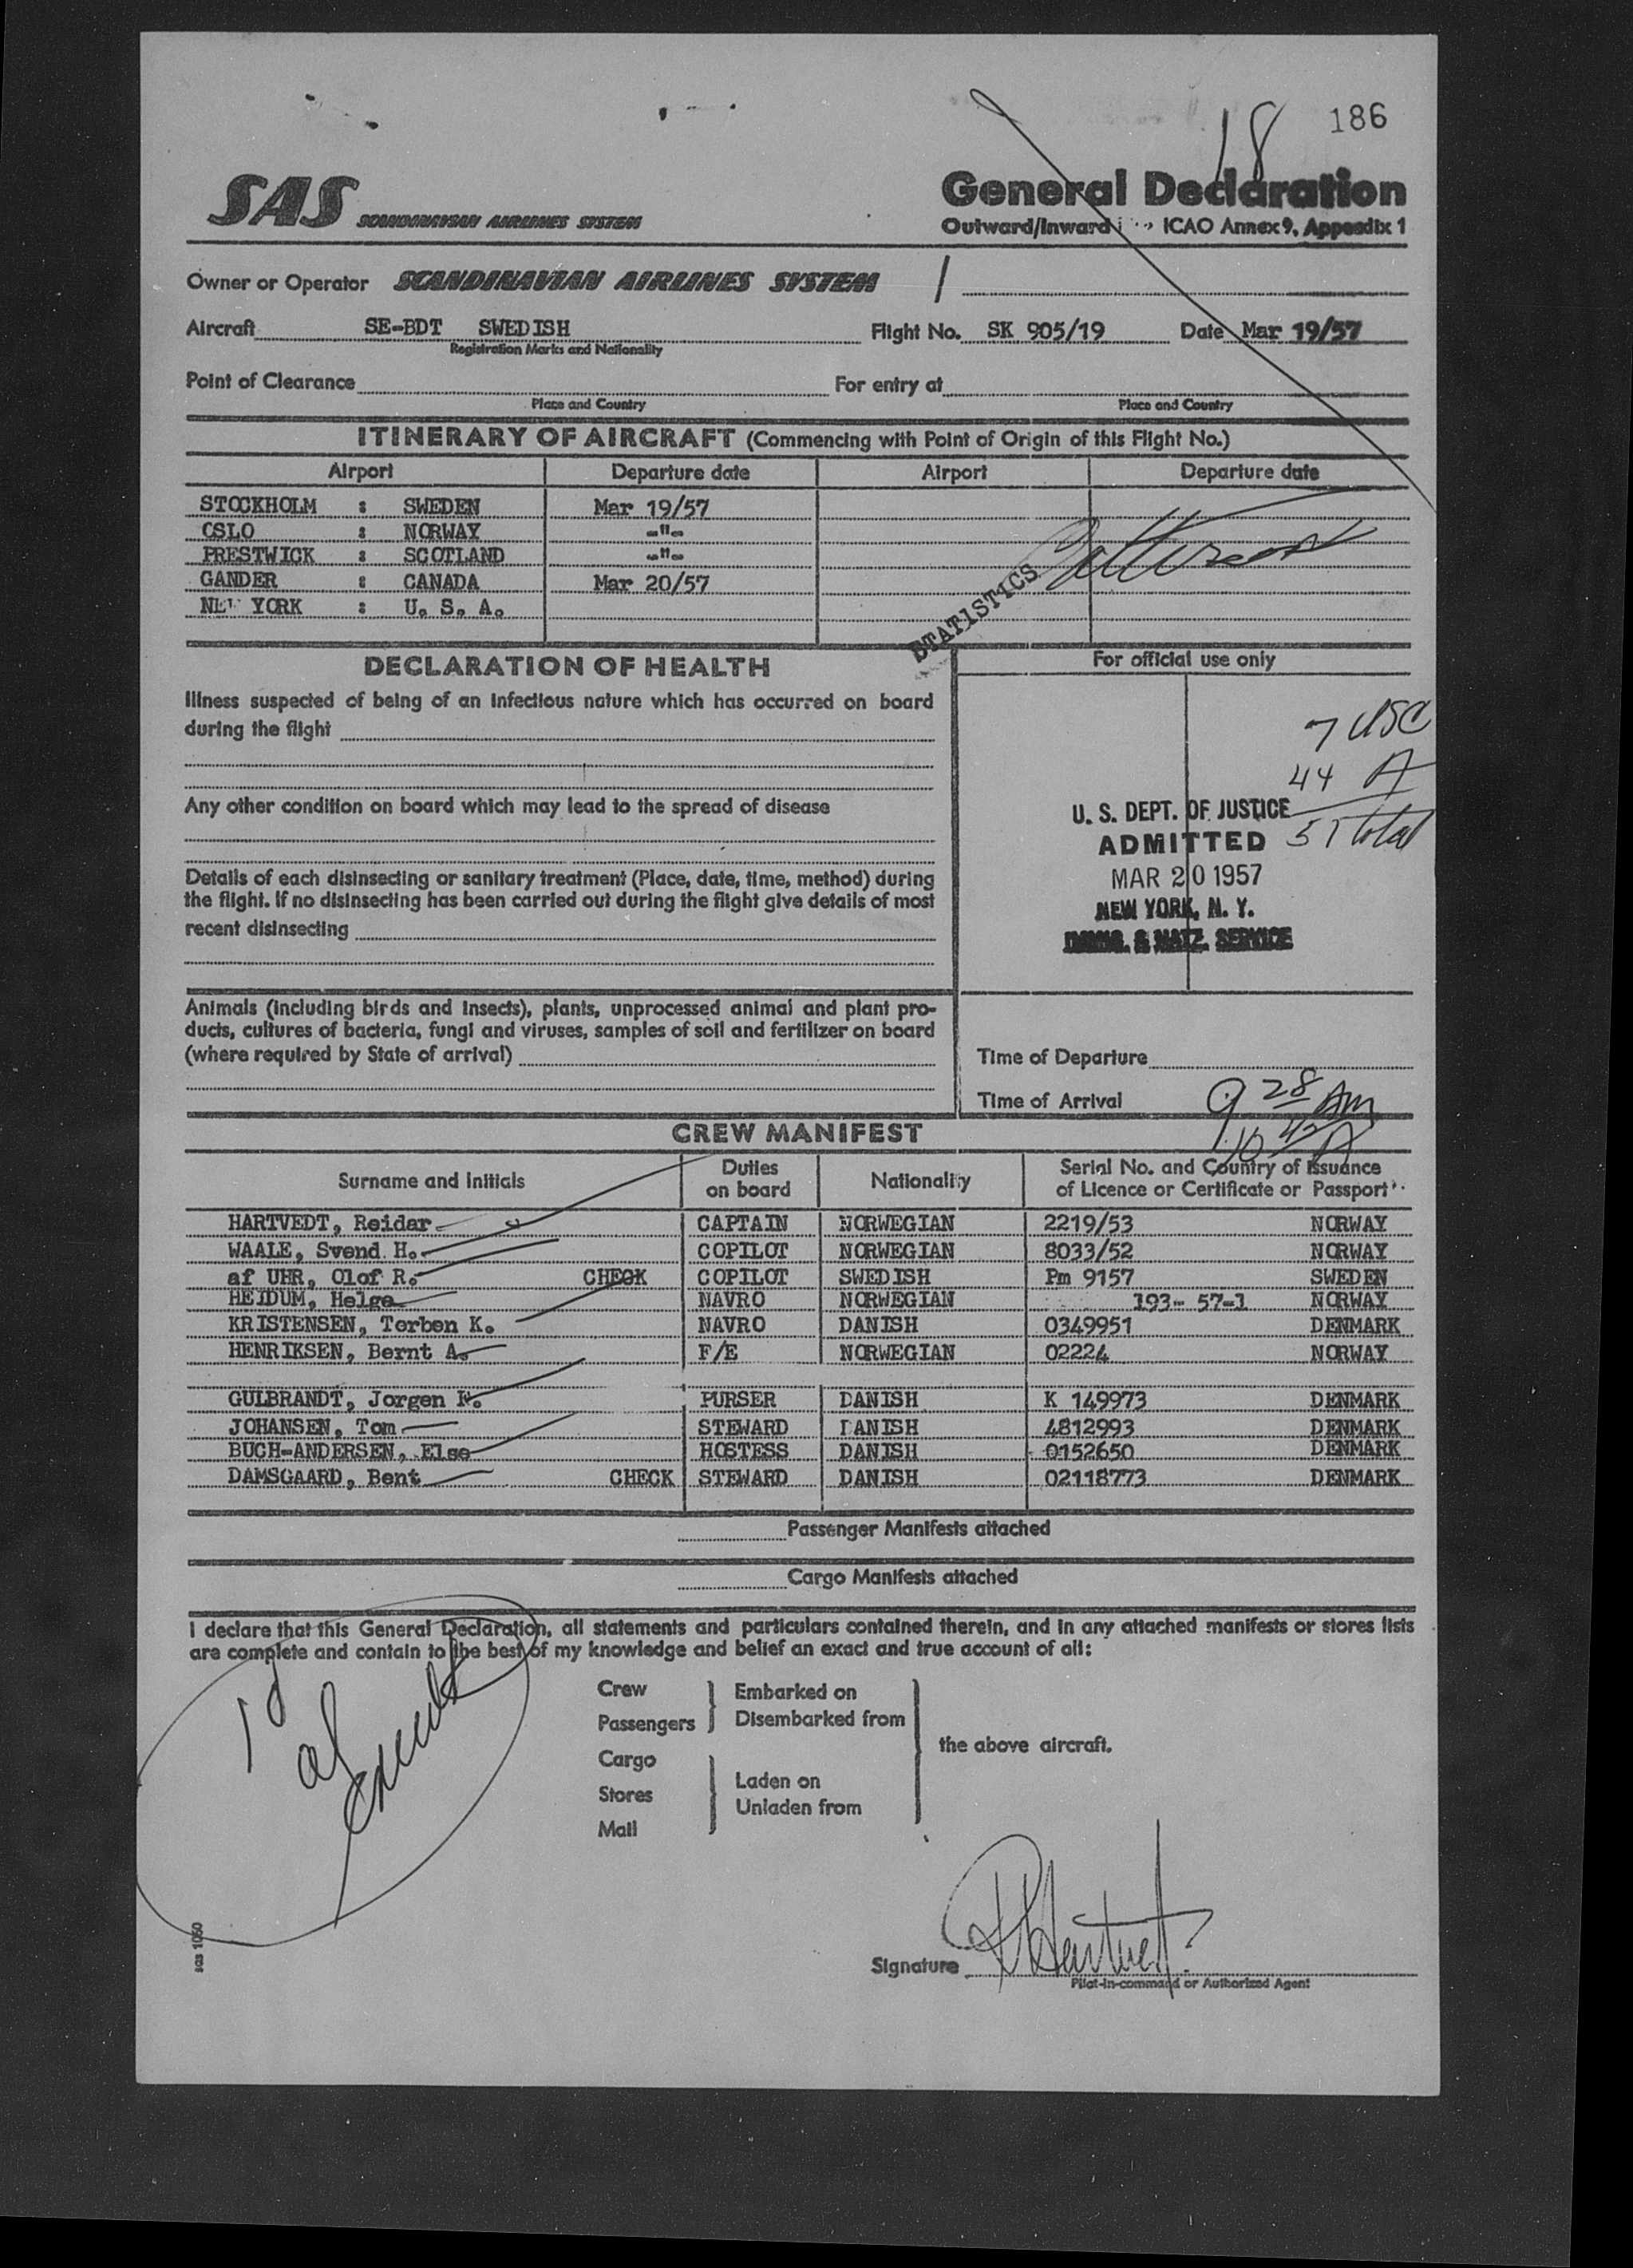 18 186
SAS SCANDINAVIAN AIRLINES SYSTEM
General Declaration
Outward/Inward ICAO Annex 9, Appendix 1
Owner or Operator SCANDINAVIAN AIRLINES SYSTEM
Aircraft SE-BDT SWEDISH Flight No. SK 905/19 Date Mar 19/57
Registration Marks and Nationality
Point of Clearance For entry at
Place and Country Place and Country
ITINERARY OF AIRCRAFT (Commencing with Point of Origin of this Flight No.)
Airport Departure date Airport Departure date
STOCKHOLM : SWEDEN Mar 19/57
OSLO : NORWAY -"-
PRESTWICK : SCOTLAND -"-
GANDER : CANADA Mar 20/57
NEW YORK : U. S. A.
STATISTICS
DECLARATION OF HEALTH
Illness suspected of being of an infectious nature which has occurred on board
during the flight
Any other condition on board which may lead to the spread of disease
Details of each disinsecting or sanitary treatment (Place, date, time, method) during
the flight. If no disinsecting has been carried out during the flight give details of most
recent disinsecting
Animals (including birds and insects), plants, unprocessed animal and plant pro-
ducts, cultures of bacteria, fungi and viruses, samples of soil and fertilizer on board
(where required by State of arrival)
For official use only
7 USC
44 A
51 total
U. S. DEPT. OF JUSTICE
ADMITTED
MAR 20 1957
NEW YORK, N. Y.
IMMIG. & NATZ. SERVICE
Time of Departure
Time of Arrival 9 28 AM
CREW MANIFEST
Surname and Initials Duties on board Nationality Serial No. and Country of Issuance of Licence or Certificate or Passport
HARTVEDT, Reidar CAPTAIN NORWEGIAN 2219/53 NORWAY
WAALE, Svend H. COPILOT NORWEGIAN 8033/52 NORWAY
af UHR, Olof R. CHECK COPILOT SWEDISH Pm 9157 SWEDEN
HEIDUM, Helge NAVRO NORWEGIAN 193- 57-1 NORWAY
KRISTENSEN, Torben K. NAVRO DANISH 0349951 DENMARK
HENRIKSEN, Bernt A. F/E NORWEGIAN 02224 NORWAY
GULBRANDT, Jorgen PURSER DANISH K 149973 DENMARK
JOHANSEN, Tom STEWARD DANISH 4812993 DENMARK
BUCH-ANDERSEN, Else HOSTESS DANISH 0152650 DENMARK
DAMSGAARD, Bent CHECK STEWARD DANISH 02118773 DENMARK
Passenger Manifests attached
Cargo Manifests attached
I declare that this General Declaration, all statements and particulars contained therein, and in any attached manifests or stores lists
are complete and contain to the best of my knowledge and belief an exact and true account of all:
Crew
Passengers
Embarked on
Disembarked from
Cargo
Stores
Mail
Laden on
Unladen from
the above aircraft.
sas 1050
Signature R Hartvedt
Pilot-in-command or Authorized Agent